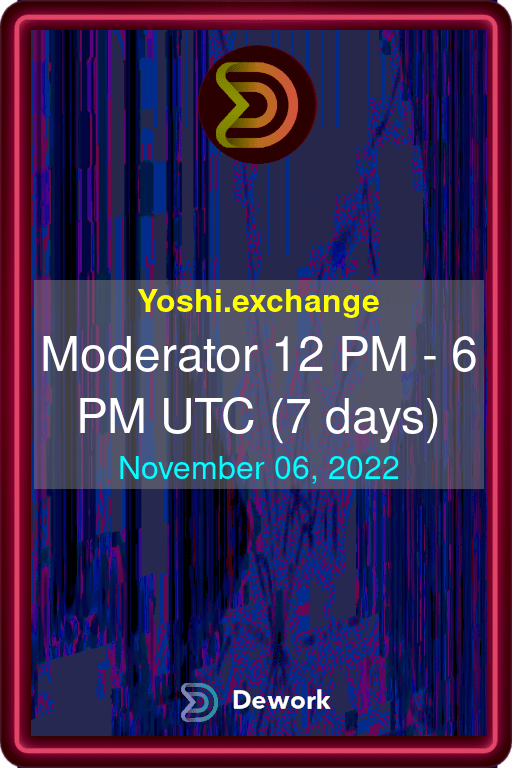 Yoshi.exchange
Moderator 12 PM - 6
PM UTC (7 days)
November 06, 2022
Dework